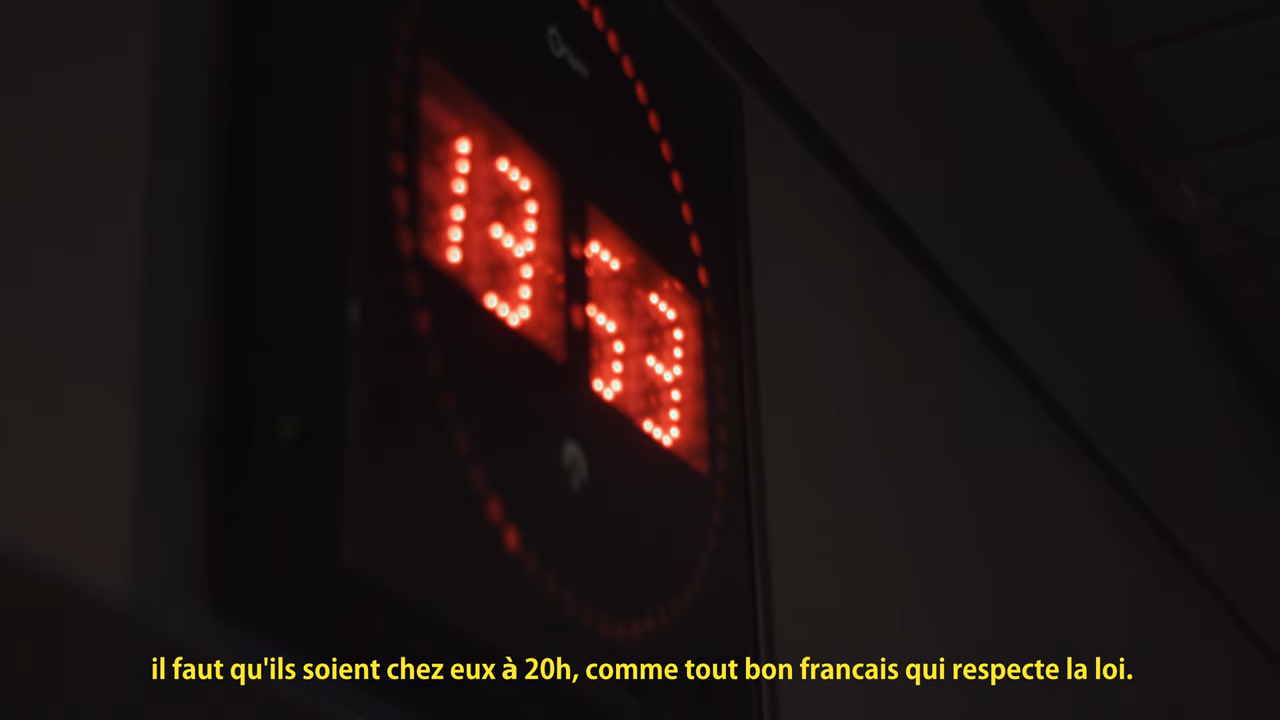 il faut qu'ils soient chez eux à 20h, comme tout bon francais qui respecte la loi.